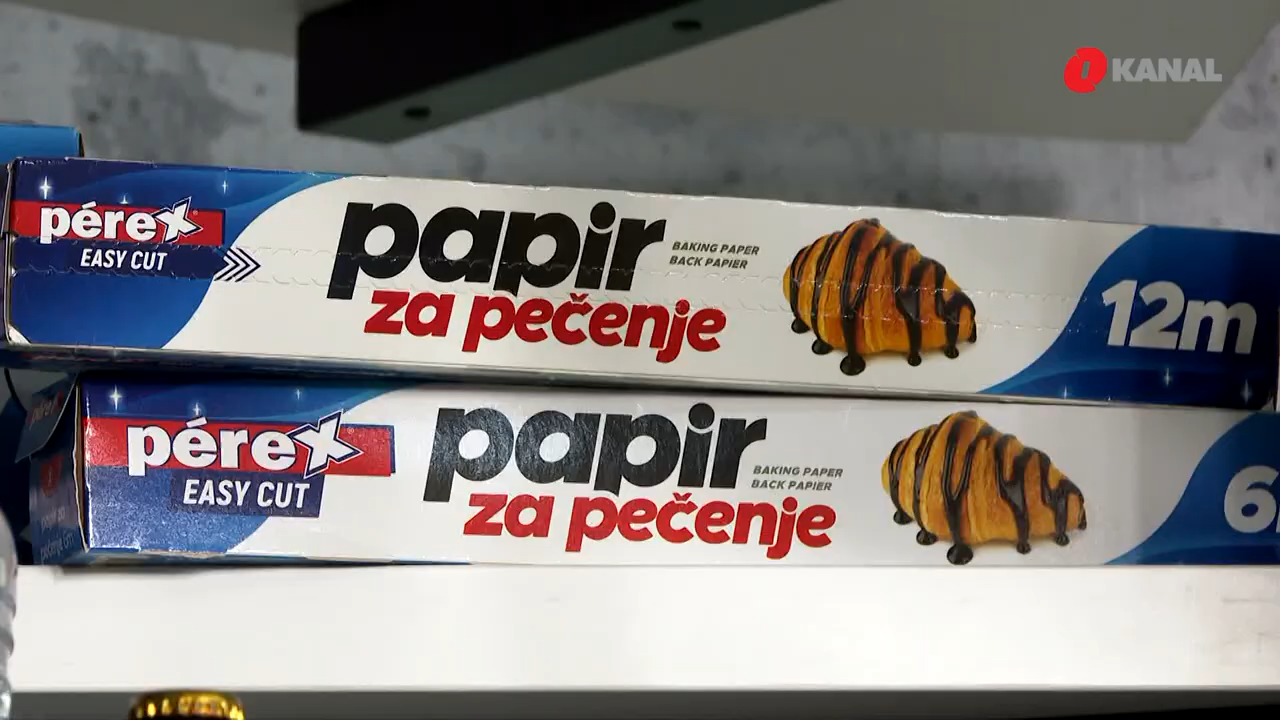 O KANAL
pérex
EASY CUT
papir
za pečenje
BAKING PAPER
BACK PAPIER
12m
pérex
EASY CUT
papir
za pečenje
BAKING PAPER
BACK PAPIER
6